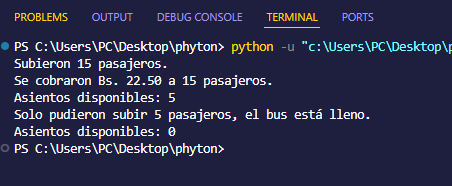 PROBLEMS OUTPUT DEBUG CONSOLE TERMINAL PORTS
PS C:\Users\PC\Desktop\phyton> python -u "c:\Users\PC\Desktop\p
Subieron 15 pasajeros.
Se cobraron Bs. 22.50 a 15 pasajeros.
Asientos disponibles: 5
Solo pudieron subir 5 pasajeros, el bus está lleno.
Asientos disponibles: 0
PS C:\Users\PC\Desktop\phyton>